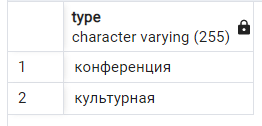 type
character varying (255)
1 конференция
2 культурная